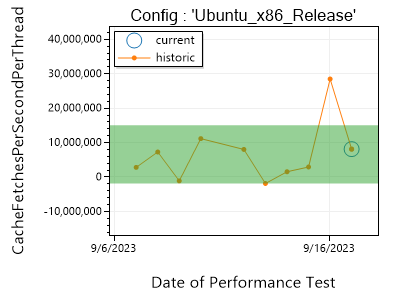 Config : 'Ubuntu_x86_Release'
current
historic
CacheFetchesPerSecondPerThread
40,000,000
30,000,000
20,000,000
10,000,000
0
-10,000,000
9/6/2023
9/16/2023
Date of Performance Test